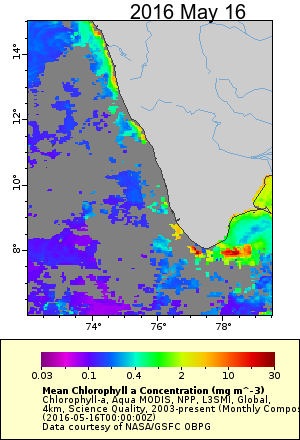 2016 May 16
14°
12°
10°
8°
74°
76°
78°
0.03
0.1
0.4
2
10
30
Mean Chlorophyll a Concentration (mg m^-3)
Chlorophyll-a, Aqua MODIS, NPP, L3SMI, Global,
4km, Science Quality, 2003-present (Monthly Compos
(2016-05-16T00:00:00Z)
Data courtesy of NASA/GSFC OBPG